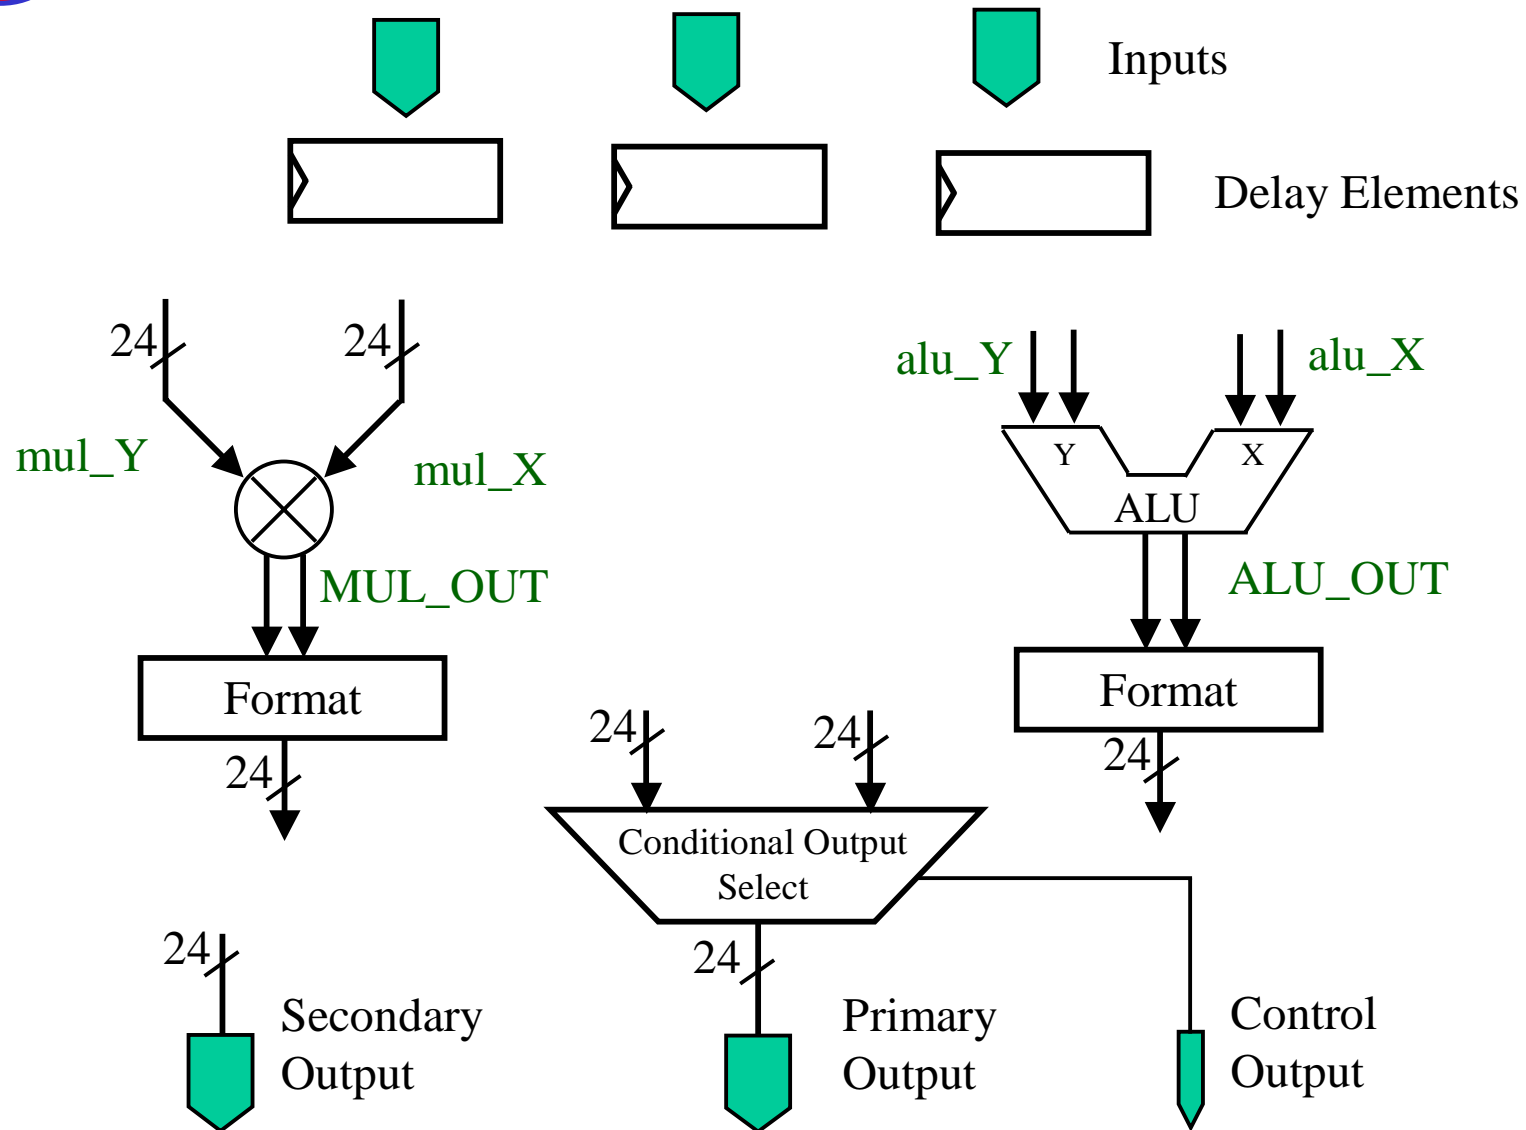 Inputs
Delay Elements
24
24
alu_Y
alu_X
mul_Y
mul_X
Y
X
ALU
MUL_OUT
ALU_OUT
Format
Format
24
24
24
24
Conditional Output
Select
24
24
Secondary
Output
Primary
Output
Control
Output